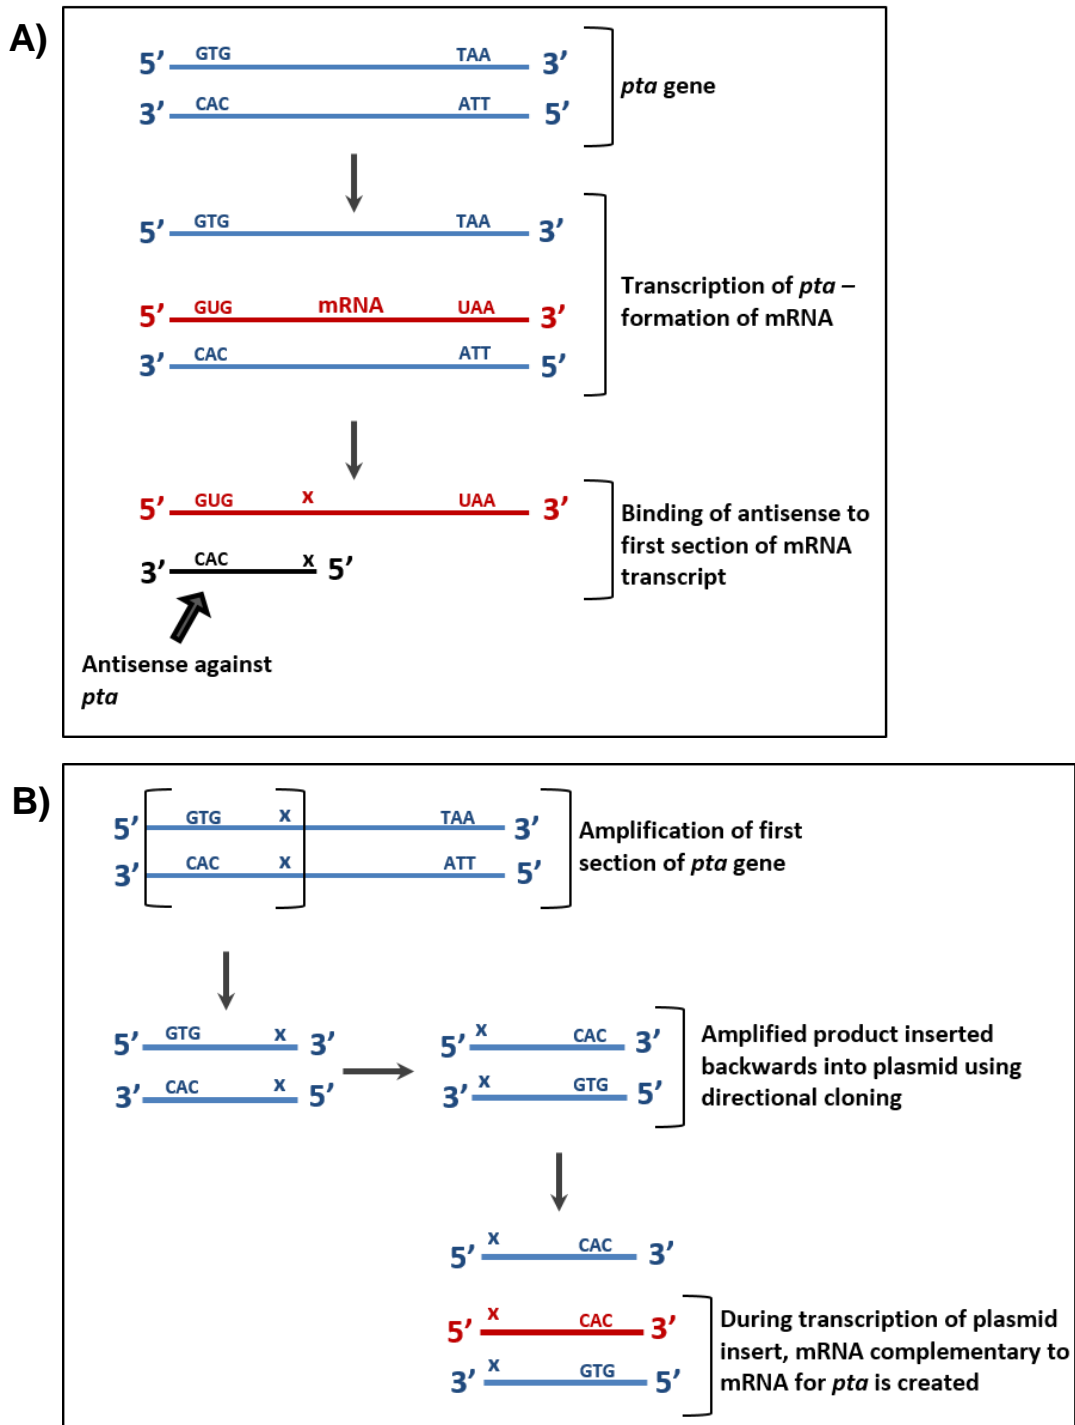 A)
5’ GTG TAA 3’
3’ CAC ATT 5’
pta gene
5’ GTG TAA 3’
5’ GUG mRNA UAA 3’
3’ CAC ATT 5’
Transcription of pta –
formation of mRNA
5’ GUG x UAA 3’
3’ CAC x 5’
Binding of antisense to
first section of mRNA
transcript
Antisense against
pta
B)
5’ GTG x TAA 3’
3’ CAC x ATT 5’
Amplification of first
section of pta gene
5’ GTG x 3’
3’ CAC x 5’
5’ x CAC 3’
3’ x GTG 5’
Amplified product inserted
backwards into plasmid using
directional cloning
5’ x CAC 3’
5’ x CAC 3’
3’ x GTG 5’
During transcription of plasmid
insert, mRNA complementary to
mRNA for pta is created